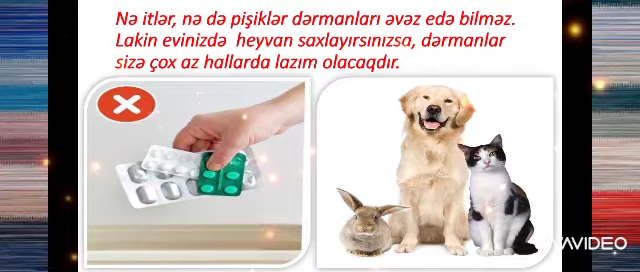 Nə itlər, nə də pişiklər dərmanları əvəz edə bilməz.
Lakin evinizdə heyvan saxlayırsınızsa, dərmanlar
sizə çox az hallarda lazım olacaqdır.
VAVIDEO